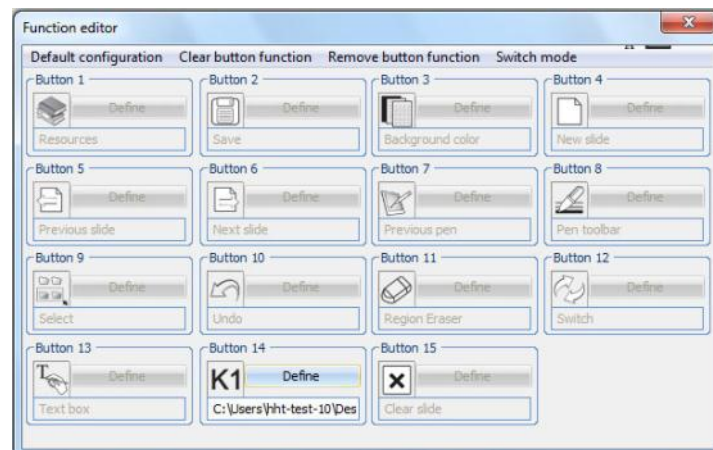 Function editor
Default configuration Clear button function Remove button function Switch mode
Button 1 Button 2 Button 3 Button 4
Define Define Define Define
Resources Save Background color New slide
Button 5 Button 6 Button 7 Button 8
Define Define Define Define
Previous slide Next slide Previous pen Pen toolbar
Button 9 Button 10 Button 11 Button 12
Define Define Define Define
Select Undo Region Eraser Switch
Button 13 Button 14 Button 15
T Define K1 Define Define
Text box C:\Users\hht-test-10\Des Clear slide